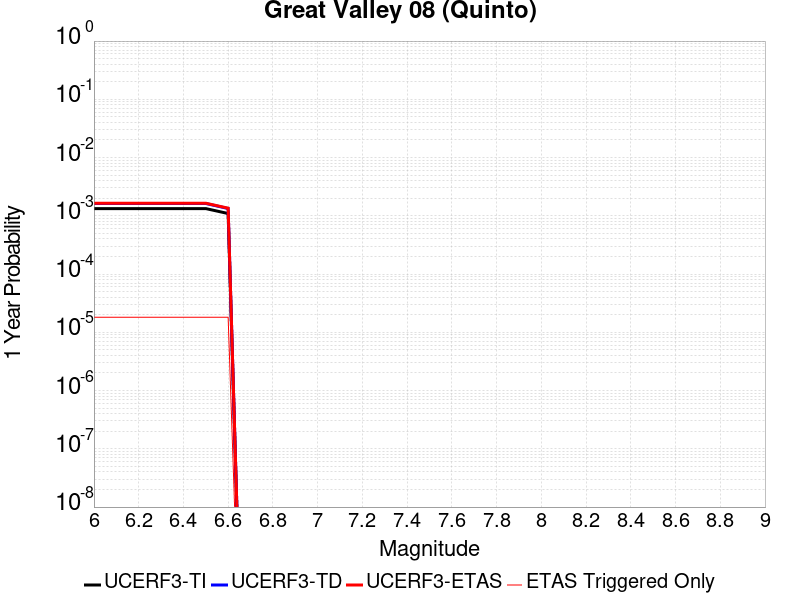 Great Valley 08 (Quinto)
10^0
10^-1
10^-2
10^-3
10^-4
10^-5
10^-6
10^-7
10^-8
1 Year Probability
6 6.2 6.4 6.6 6.8 7 7.2 7.4 7.6 7.8 8 8.2 8.4 8.6 8.8 9
Magnitude
UCERF3-TI UCERF3-TD UCERF3-ETAS ETAS Triggered Only